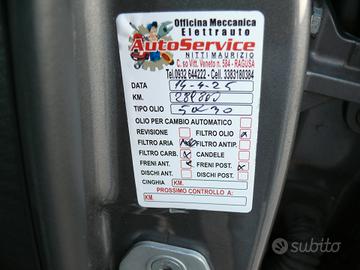 Officina Meccanica
Elettrauto
AutoService
NITTI MAURIZIO
C. so Vitt. Veneto n. 584 - RAGUSA
Tel. 0932 644222 - Cell. 3383180384
DATA 14-4-25
KM.
TIPO OLIO 5x30
OLIO PER CAMBIO AUTOMATICO
REVISIONE FILTRO OLIO
FILTRO ARIA FILTRO ANTIP.
FILTRO CARB. CANDELE
FRENI ANT. FRENI POST.
DISCHI ANT. DISCHI POST.
CINGHIA KM.
PROSSIMO CONTROLLO A:
KM.
subito